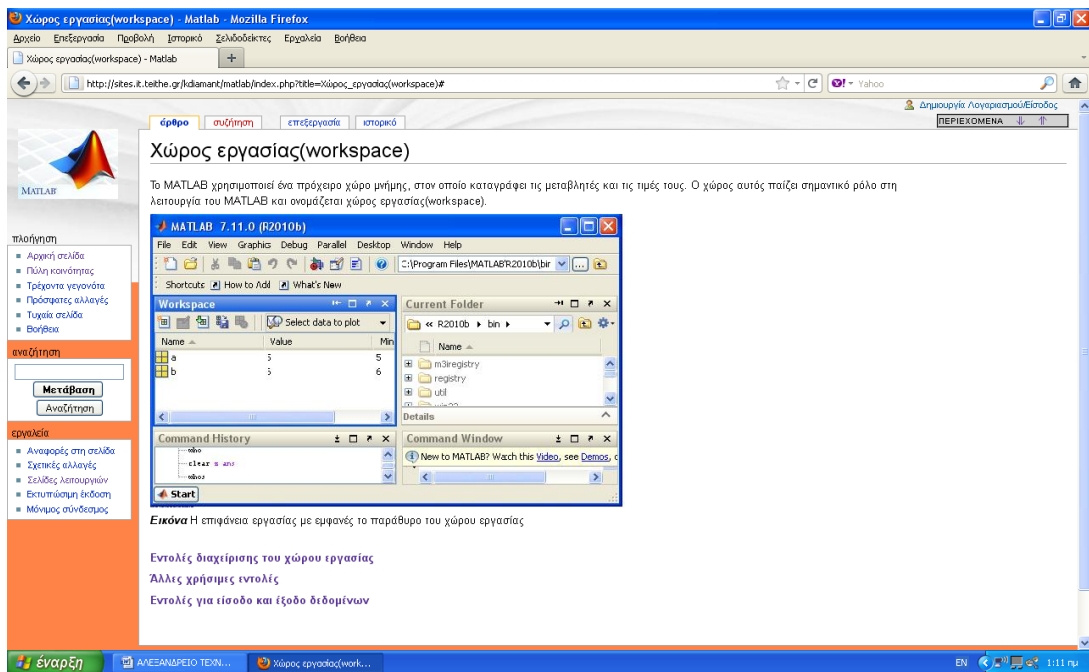 Χώρος εργασίας(workspace) - Matlab - Mozilla Firefox
Αρχείο Επεξεργασία Προβολή Ιστορικό Σελιδοδείκτες Εργαλεία Βοήθεια
Χώρος εργασίας(workspace) - Matlab
http://sites.it.teithe.gr/kdiamant/matlab/index.php?title=Χώρος_εργασίας(workspace)#
Yahoo
Δημιουργία Λογαριασμού/Είσοδος
ΠΕΡΙΕΧΟΜΕΝΑ
άρθρο συζήτηση επεξεργασία ιστορικό
MATLAB
Χώρος εργασίας(workspace)
Το MATLAB χρησιμοποιεί ένα πρόχειρο χώρο μνήμης, στον οποίο καταγράφει τις μεταβλητές και τις τιμές τους. Ο χώρος αυτός παίζει σημαντικό ρόλο στη
λειτουργία του MATLAB και ονομάζεται χώρος εργασίας(workspace).
πλοήγηση
Αρχική σελίδα
Πύλη κοινότητας
Τρέχοντα γεγονότα
Πρόσφατες αλλαγές
Τυχαία σελίδα
Βοήθεια
αναζήτηση
Μετάβαση
Αναζήτηση
εργαλεία
Αναφορές στη σελίδα
Σχετικές αλλαγές
Σελίδες λειτουργιών
Εκτυπώσιμη έκδοση
Μόνιμος σύνδεσμος
MATLAB 7.11.0 (R2010b)
File Edit View Graphics Debug Parallel Desktop Window Help
C:\Program Files\MATLAB\R2010b\bin
Shortcuts How to Add What's New
Workspace
Select data to plot
Name Value Min
a 5
b 6
Current Folder
« R2010b bin
Name
m3iregistry
registry
util
Details
Command History
who
clear
whos
Command Window
New to MATLAB? Watch this Video, see Demos,
Start
Εικόνα Η επιφάνεια εργασίας με εμφανές το παράθυρο του χώρου εργασίας
Εντολές διαχείρισης του χώρου εργασίας
Άλλες χρήσιμες εντολές
Εντολές για είσοδο και έξοδο δεδομένων
έναρξη
ΑΛΕΞΑΝΔΡΕΙΟ ΤΕΧΝ...
Χώρος εργασίας(work...
EN
1:11 πμ